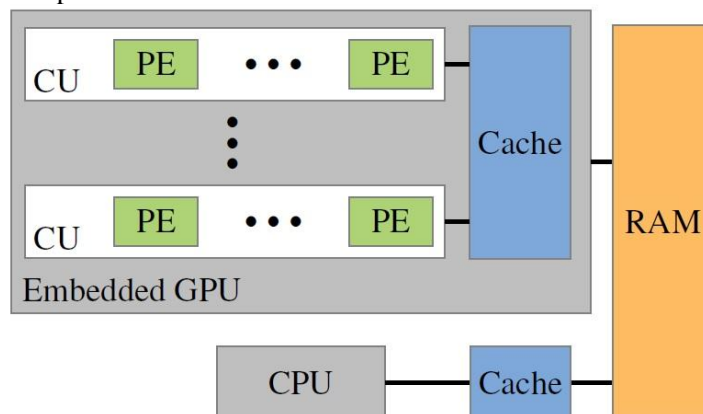 CU PE ••• PE
Cache
CU PE ••• PE
RAM
Embedded GPU
CPU Cache